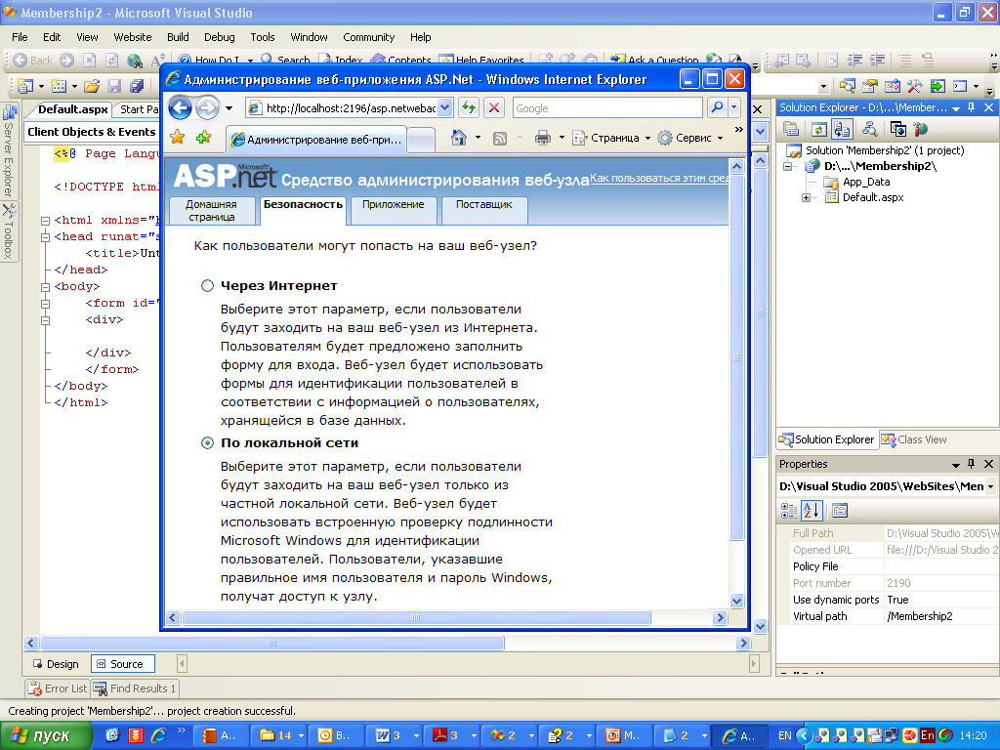 Membership2 - Microsoft Visual Studio
File Edit View Website Build Debug Tools Window Community Help
Back How Do I Search Index Contents Help Favorites Ask a Question
Default.aspx Start Pa
Client Objects & Events
<%@ Page Langu
<!DOCTYPE htm
<html xmlns="h
<head runat="s
<title>Unt
</head>
<body>
<form id="
<div>
</div>
</form>
</body>
</html>
Server Explorer
Toolbox
Администрирование веб-приложения ASP.Net - Windows Internet Explorer
http://localhost:2196/asp.netwebac
Google
Администрирование веб-при...
Страница
Сервис
Microsoft
ASP.net Средство администрирования веб-узла
Как пользоваться этим сред
Домашняя страница
Безопасность
Приложение
Поставщик
Как пользователи могут попасть на ваш веб-узел?
Через Интернет
Выберите этот параметр, если пользователи
будут заходить на ваш веб-узел из Интернета.
Пользователям будет предложено заполнить
форму для входа. Веб-узел будет использовать
формы для идентификации пользователей в
соответствии с информацией о пользователях,
хранящейся в базе данных.
По локальной сети
Выберите этот параметр, если пользователи
будут заходить на ваш веб-узел только из
частной локальной сети. Веб-узел будет
использовать встроенную проверку подлинности
Microsoft Windows для идентификации
пользователей. Пользователи, указавшие
правильное имя пользователя и пароль Windows,
получат доступ к узлу.
Solution Explorer - D:\...\Member...
Solution 'Membership2' (1 project)
D:\...\Membership2\
App_Data
Default.aspx
Solution Explorer Class View
Properties
D:\Visual Studio 2005\WebSites\Mem
Full Path D:\Visual Studio 2005\W
Opened URL file:///D:/Visual Studio 2
Policy File
Port number 2190
Use dynamic ports True
Virtual path /Membership2
Design Source
Error List Find Results 1
Creating project 'Membership2'... project creation successful.
пуск A.. 14 В.. W 3 3 2 2 М.. 2 А.. EN En 14:20